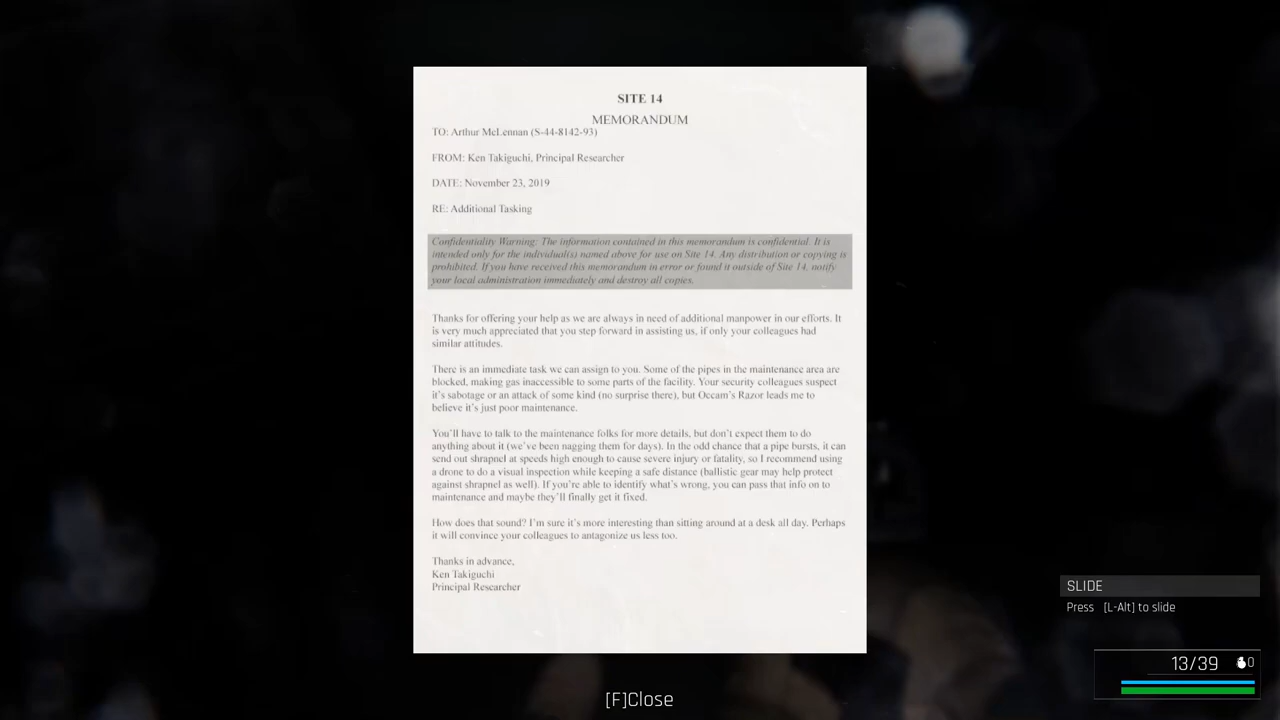 SITE 14
MEMORANDUM
TO: Arthur McLennan (S-44-8142-93)
FROM: Ken Takiguchi, Principal Researcher
DATE: November 23, 2019
RE: Additional Tasking
Confidentiality Warning: The information contained in this memorandum is confidential. It is
intended only for the individual(s) named above for use on Site 14. Any distribution or copying is
prohibited. If you have received this memorandum in error or found it outside of Site 14, notify
your local administration immediately and destroy all copies.
Thanks for offering your help as we are always in need of additional manpower in our efforts. It
is very much appreciated that you step forward in assisting us, if only your colleagues had
similar attitudes.
There is an immediate task we can assign to you. Some of the pipes in the maintenance area are
blocked, making gas inaccessible to some parts of the facility. Your security colleagues suspect
it's sabotage or an attack of some kind (no surprise there), but Occam's Razor leads me to
believe it's just poor maintenance.
You'll have to talk to the maintenance folks for more details, but don't expect them to do
anything about it (we've been nagging them for days). In the odd chance that a pipe bursts, it can
send out shrapnel at speeds high enough to cause severe injury or fatality, so I recommend using
a drone to do a visual inspection while keeping a safe distance (ballistic gear may help protect
against shrapnel as well). If you're able to identify what's wrong, you can pass that info on to
maintenance and maybe they'll finally get it fixed.
How does that sound? I'm sure it's more interesting than sitting around at a desk all day. Perhaps
it will convince your colleagues to antagonize us less too.
Thanks in advance,
Ken Takiguchi
Principal Researcher
SLIDE
Press [L-Alt] to slide
13/39 0
[F]Close